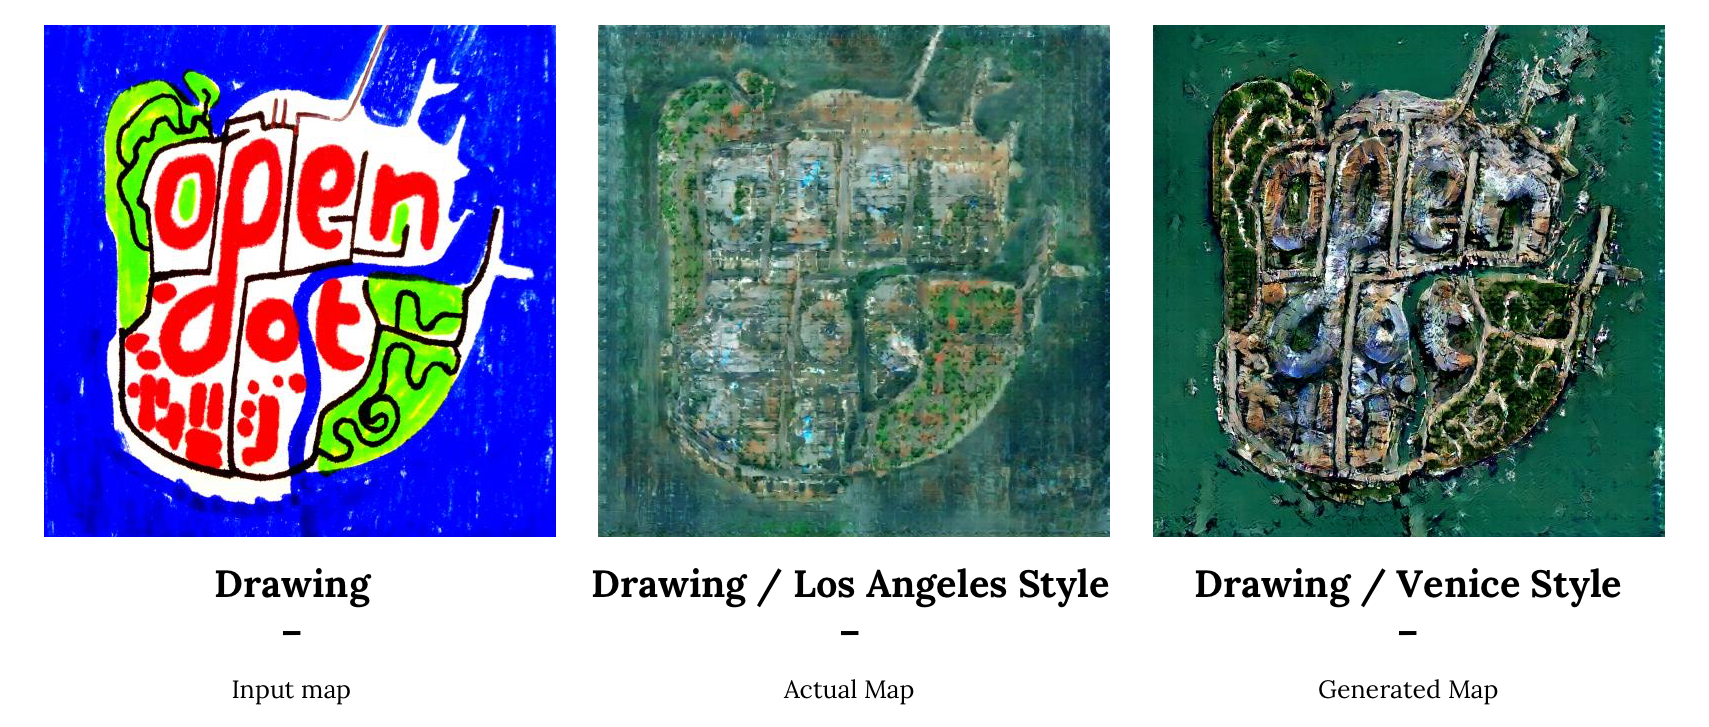 open
dot
Drawing
Drawing / Los Angeles Style
Drawing / Venice Style
–
–
–
Input map
Actual Map
Generated Map